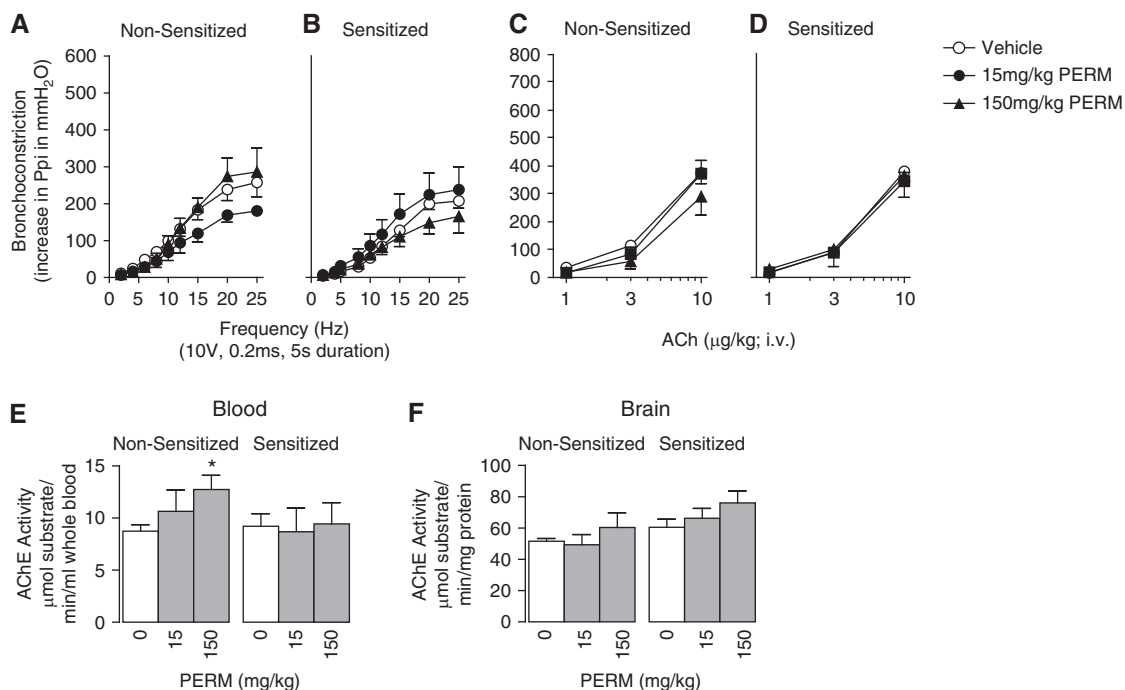 A
Non-Sensitized
B
Sensitized
C
Non-Sensitized
D
Sensitized
Vehicle
15mg/kg PERM
150mg/kg PERM
Bronchoconstriction
(increase in Ppi in mmH2O)
600
500
400
300
200
100
0
0 5 10 15 20 25
0 5 10 15 20 25
Frequency (Hz)
(10V, 0.2ms, 5s duration)
800
700
600
500
400
300
200
100
0
1 3 10
1 3 10
ACh (μg/kg; i.v.)
E
Blood
Non-Sensitized Sensitized
AChE Activity
μmol substrate/
min/ml whole blood
15
10
5
0
*
0 15 150
0 15 150
PERM (mg/kg)
F
Brain
Non-Sensitized Sensitized
AChE Activity
μmol substrate/
min/mg protein
100
80
60
40
20
0
0 15 150
0 15 150
PERM (mg/kg)